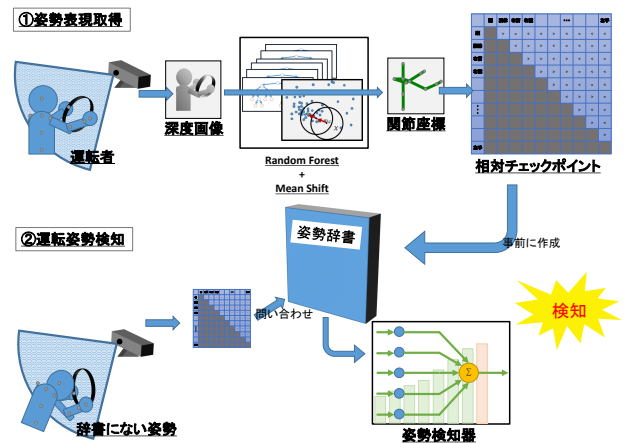 ①姿勢表現取得
運転者
深度画像
Random Forest
+
Mean Shift
関節座標
相対チェックポイント
②運転姿勢検知
姿勢辞書
事前に作成
問い合わせ
検知
Σ
辞書にない姿勢
姿勢検知器